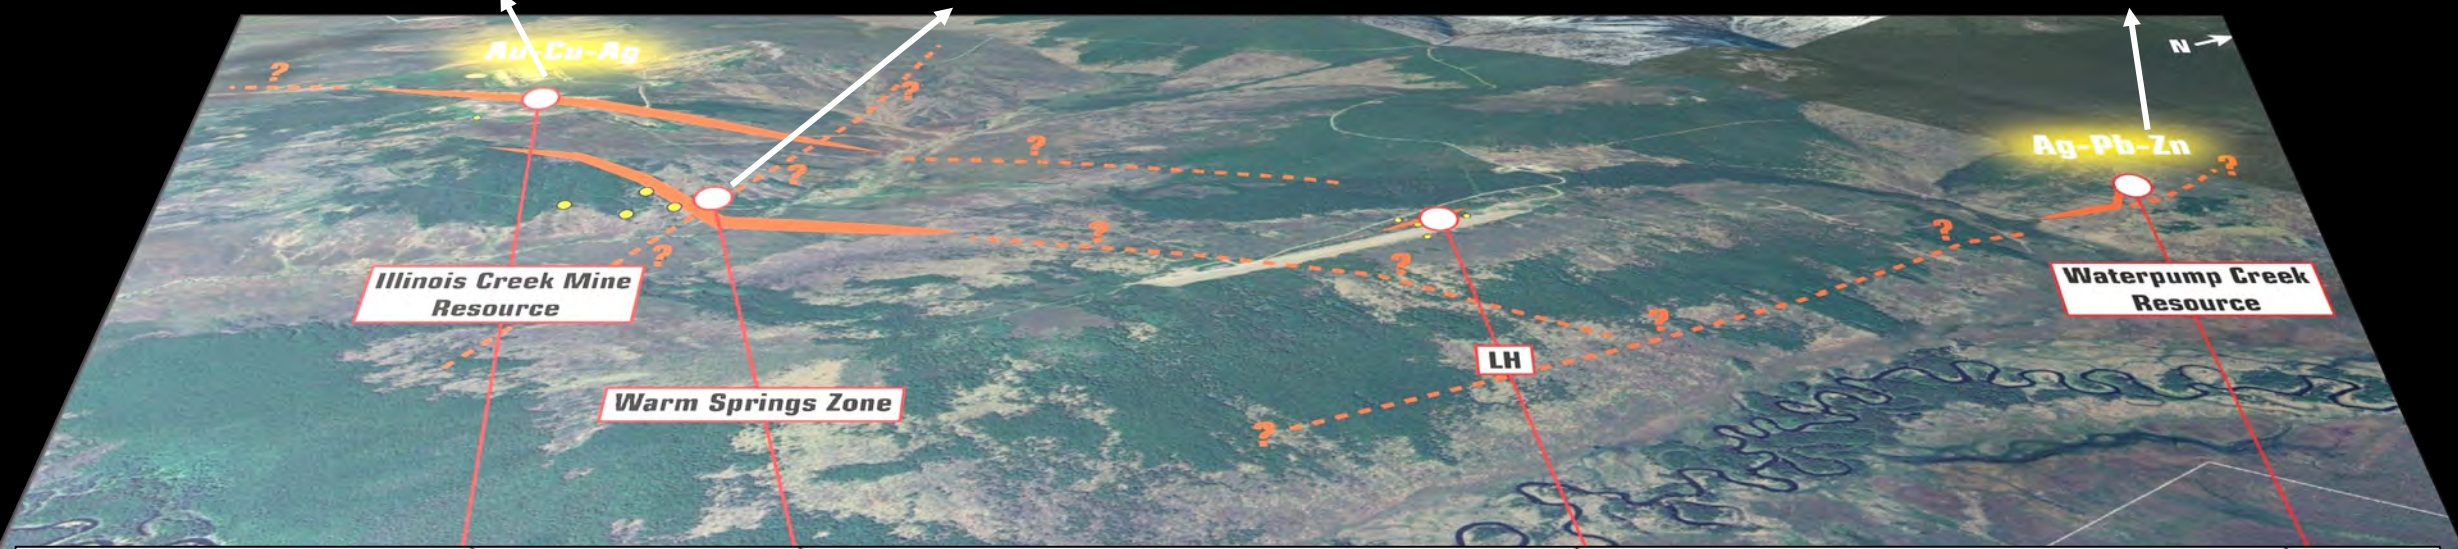 Au-Cu-Ag
N
?
?
?
Ag-Pb-Zn
?
?
?
?
?
?
Illinois Creek Mine
Resource
Waterpump Creek
Resource
?
LH
Warm Springs Zone
?